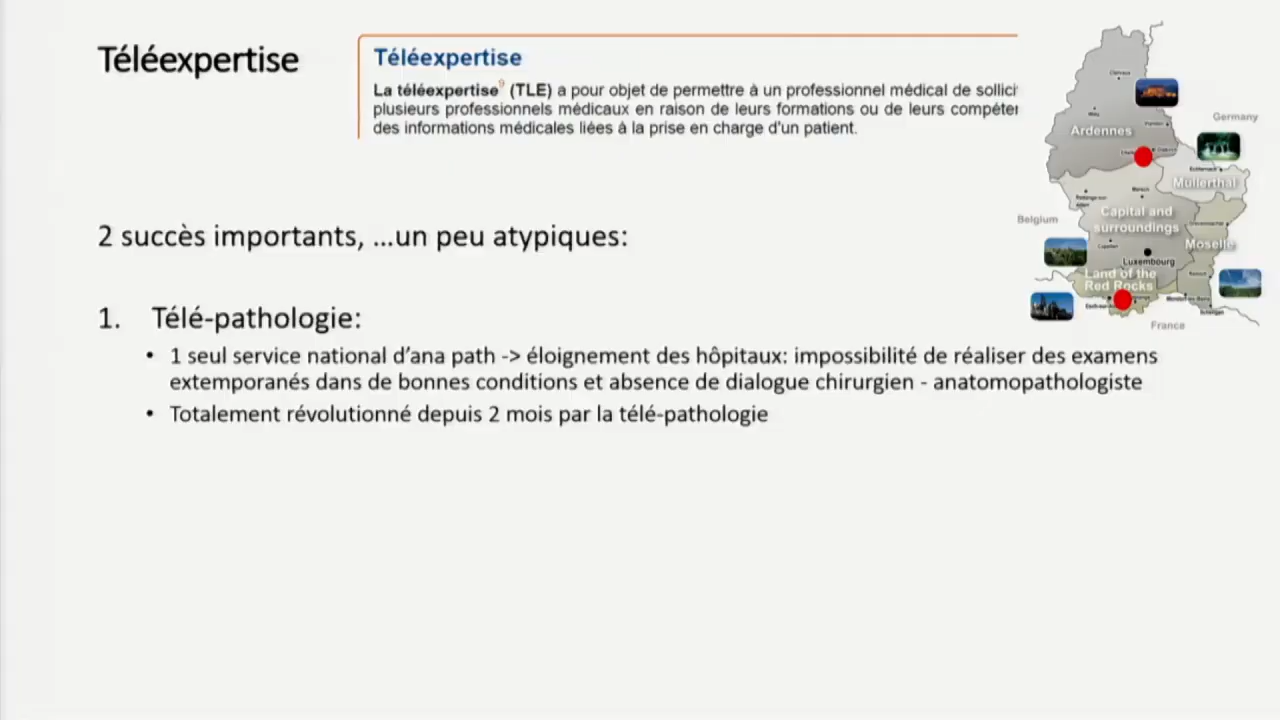 Téléexpertise
Téléexpertise
La téléexpertise⁹ (TLE) a pour objet de permettre à un professionnel médical de sollici
plusieurs professionnels médicaux en raison de leurs formations ou de leurs compéter
des informations médicales liées à la prise en charge d'un patient.
Germany
Ardennes
Müllerthal
Belgium
Capital and
surroundings
Moselle
Luxembourg
Land of the
Red Rocks
France
2 succès importants, ...un peu atypiques:
1. Télé-pathologie:
• 1 seul service national d'ana path -> éloignement des hôpitaux: impossibilité de réaliser des examens
extemporanés dans de bonnes conditions et absence de dialogue chirurgien - anatomopathologiste
• Totalement révolutionné depuis 2 mois par la télé-pathologie